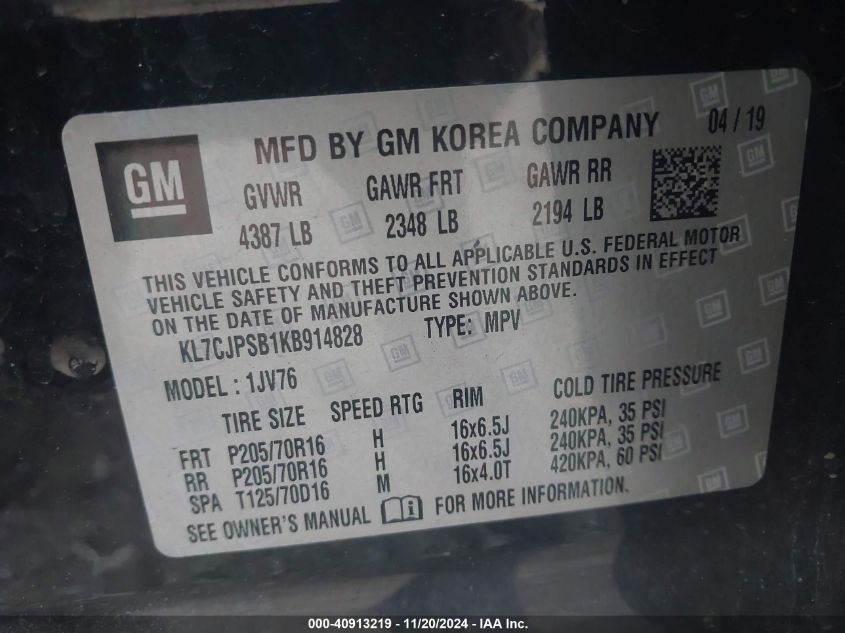 GM
MFD BY GM KOREA COMPANY 04 / 19
GVWR GAWR FRT GAWR RR
4387 LB 2348 LB 2194 LB
THIS VEHICLE CONFORMS TO ALL APPLICABLE U.S. FEDERAL MOTOR
VEHICLE SAFETY AND THEFT PREVENTION STANDARDS IN EFFECT
ON THE DATE OF MANUFACTURE SHOWN ABOVE.
KL7CJPSB1KB914828 TYPE: MPV
MODEL : 1JV76
TIRE SIZE SPEED RTG RIM COLD TIRE PRESSURE
FRT P205/70R16 H 16x6.5J 240KPA, 35 PSI
RR P205/70R16 H 16x6.5J 240KPA, 35 PSI
SPA T125/70D16 M 16x4.0T 420KPA, 60 PSI
SEE OWNER'S MANUAL FOR MORE INFORMATION.
000-40913219 - 11/20/2024 - IAA Inc.